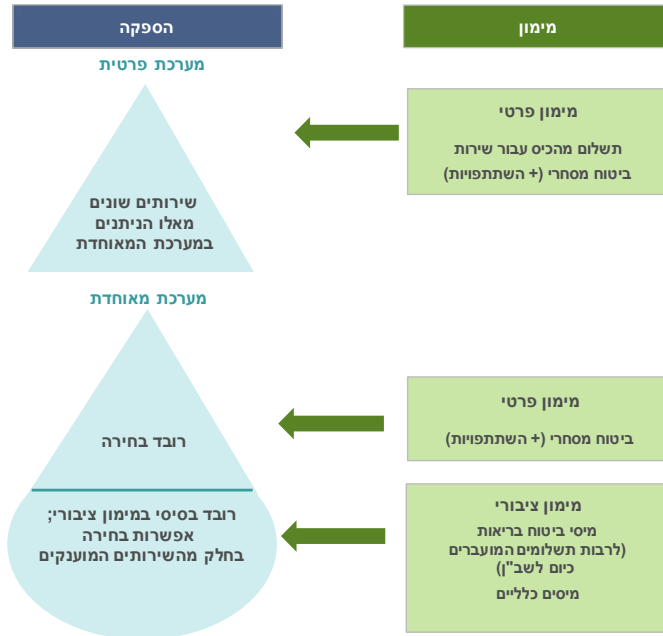 מימון
הספקה
מערכת פרטית
מימון פרטי
תשלום מהכיס עבור שירות
ביטוח מסחרי (+ השתתפויות)
שירותים שונים
מאלו הניתנים
במערכת המאוחדת
מערכת מאוחדת
מימון פרטי
ביטוח מסחרי (+ השתתפויות)
רובד בחירה
מימון ציבורי
מיסי ביטוח בריאות
(לרבות תשלומים המועברים
כיום לשב"ן)
מיסים כלליים
רובד בסיסי במימון ציבורי;
אפשרות בחירה
בחלק מהשירותים המוענקים